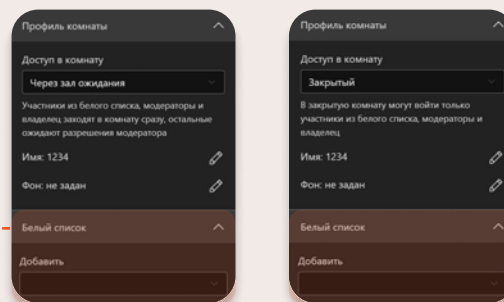 Профиль комнаты
Доступ в комнату
Через зал ожидания
Участники из белого списка, модераторы и
владелец заходят в комнату сразу, остальные
ожидают разрешения модератора
Имя: 1234
Фон: не задан
Белый список
Добавить
Профиль комнаты
Доступ в комнату
Закрытый
В закрытую комнату могут войти только
участники из белого списка, модераторы и
владелец
Имя: 1234
Фон: не задан
Белый список
Добавить